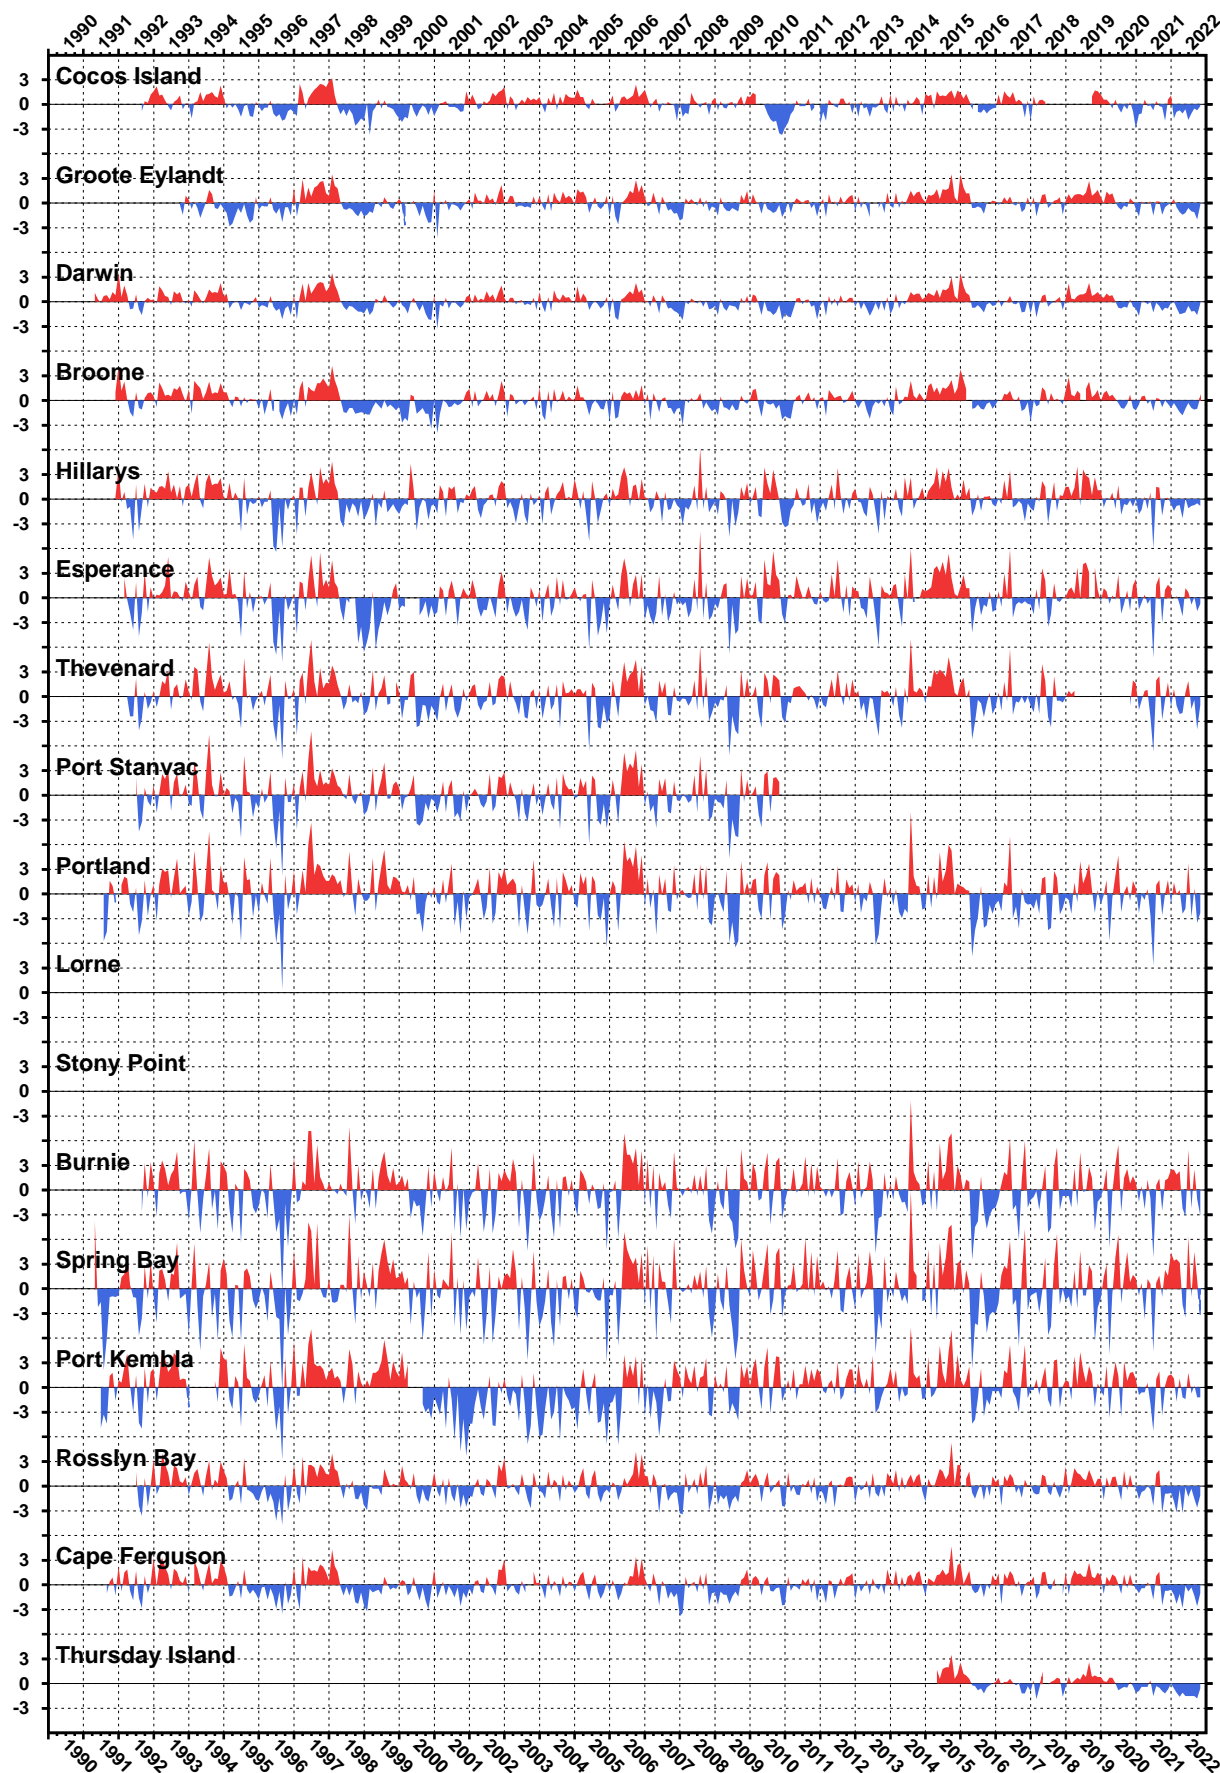 1990 1991 1992 1993 1994 1995 1996 1997 1998 1999 2000 2001 2002 2003 2004 2005 2006 2007 2008 2009 2010 2011 2012 2013 2014 2015 2016 2017 2018 2019 2020 2021 2022
3 Cocos Island
0
-3
3 Groote Eylandt
0
-3
3 Darwin
0
-3
3 Broome
0
-3
3 Hillarys
0
-3
3 Esperance
0
-3
3 Thevenard
0
-3
3 Port Stanvac
0
-3
3 Portland
0
-3
3 Lorne
0
-3
3 Stony Point
0
-3
3 Burnie
0
-3
3 Spring Bay
0
-3
3 Port Kembla
0
-3
3 Rosslyn Bay
0
-3
3 Cape Ferguson
0
-3
3 Thursday Island
0
-3
1990 1991 1992 1993 1994 1995 1996 1997 1998 1999 2000 2001 2002 2003 2004 2005 2006 2007 2008 2009 2010 2011 2012 2013 2014 2015 2016 2017 2018 2019 2020 2021 2022